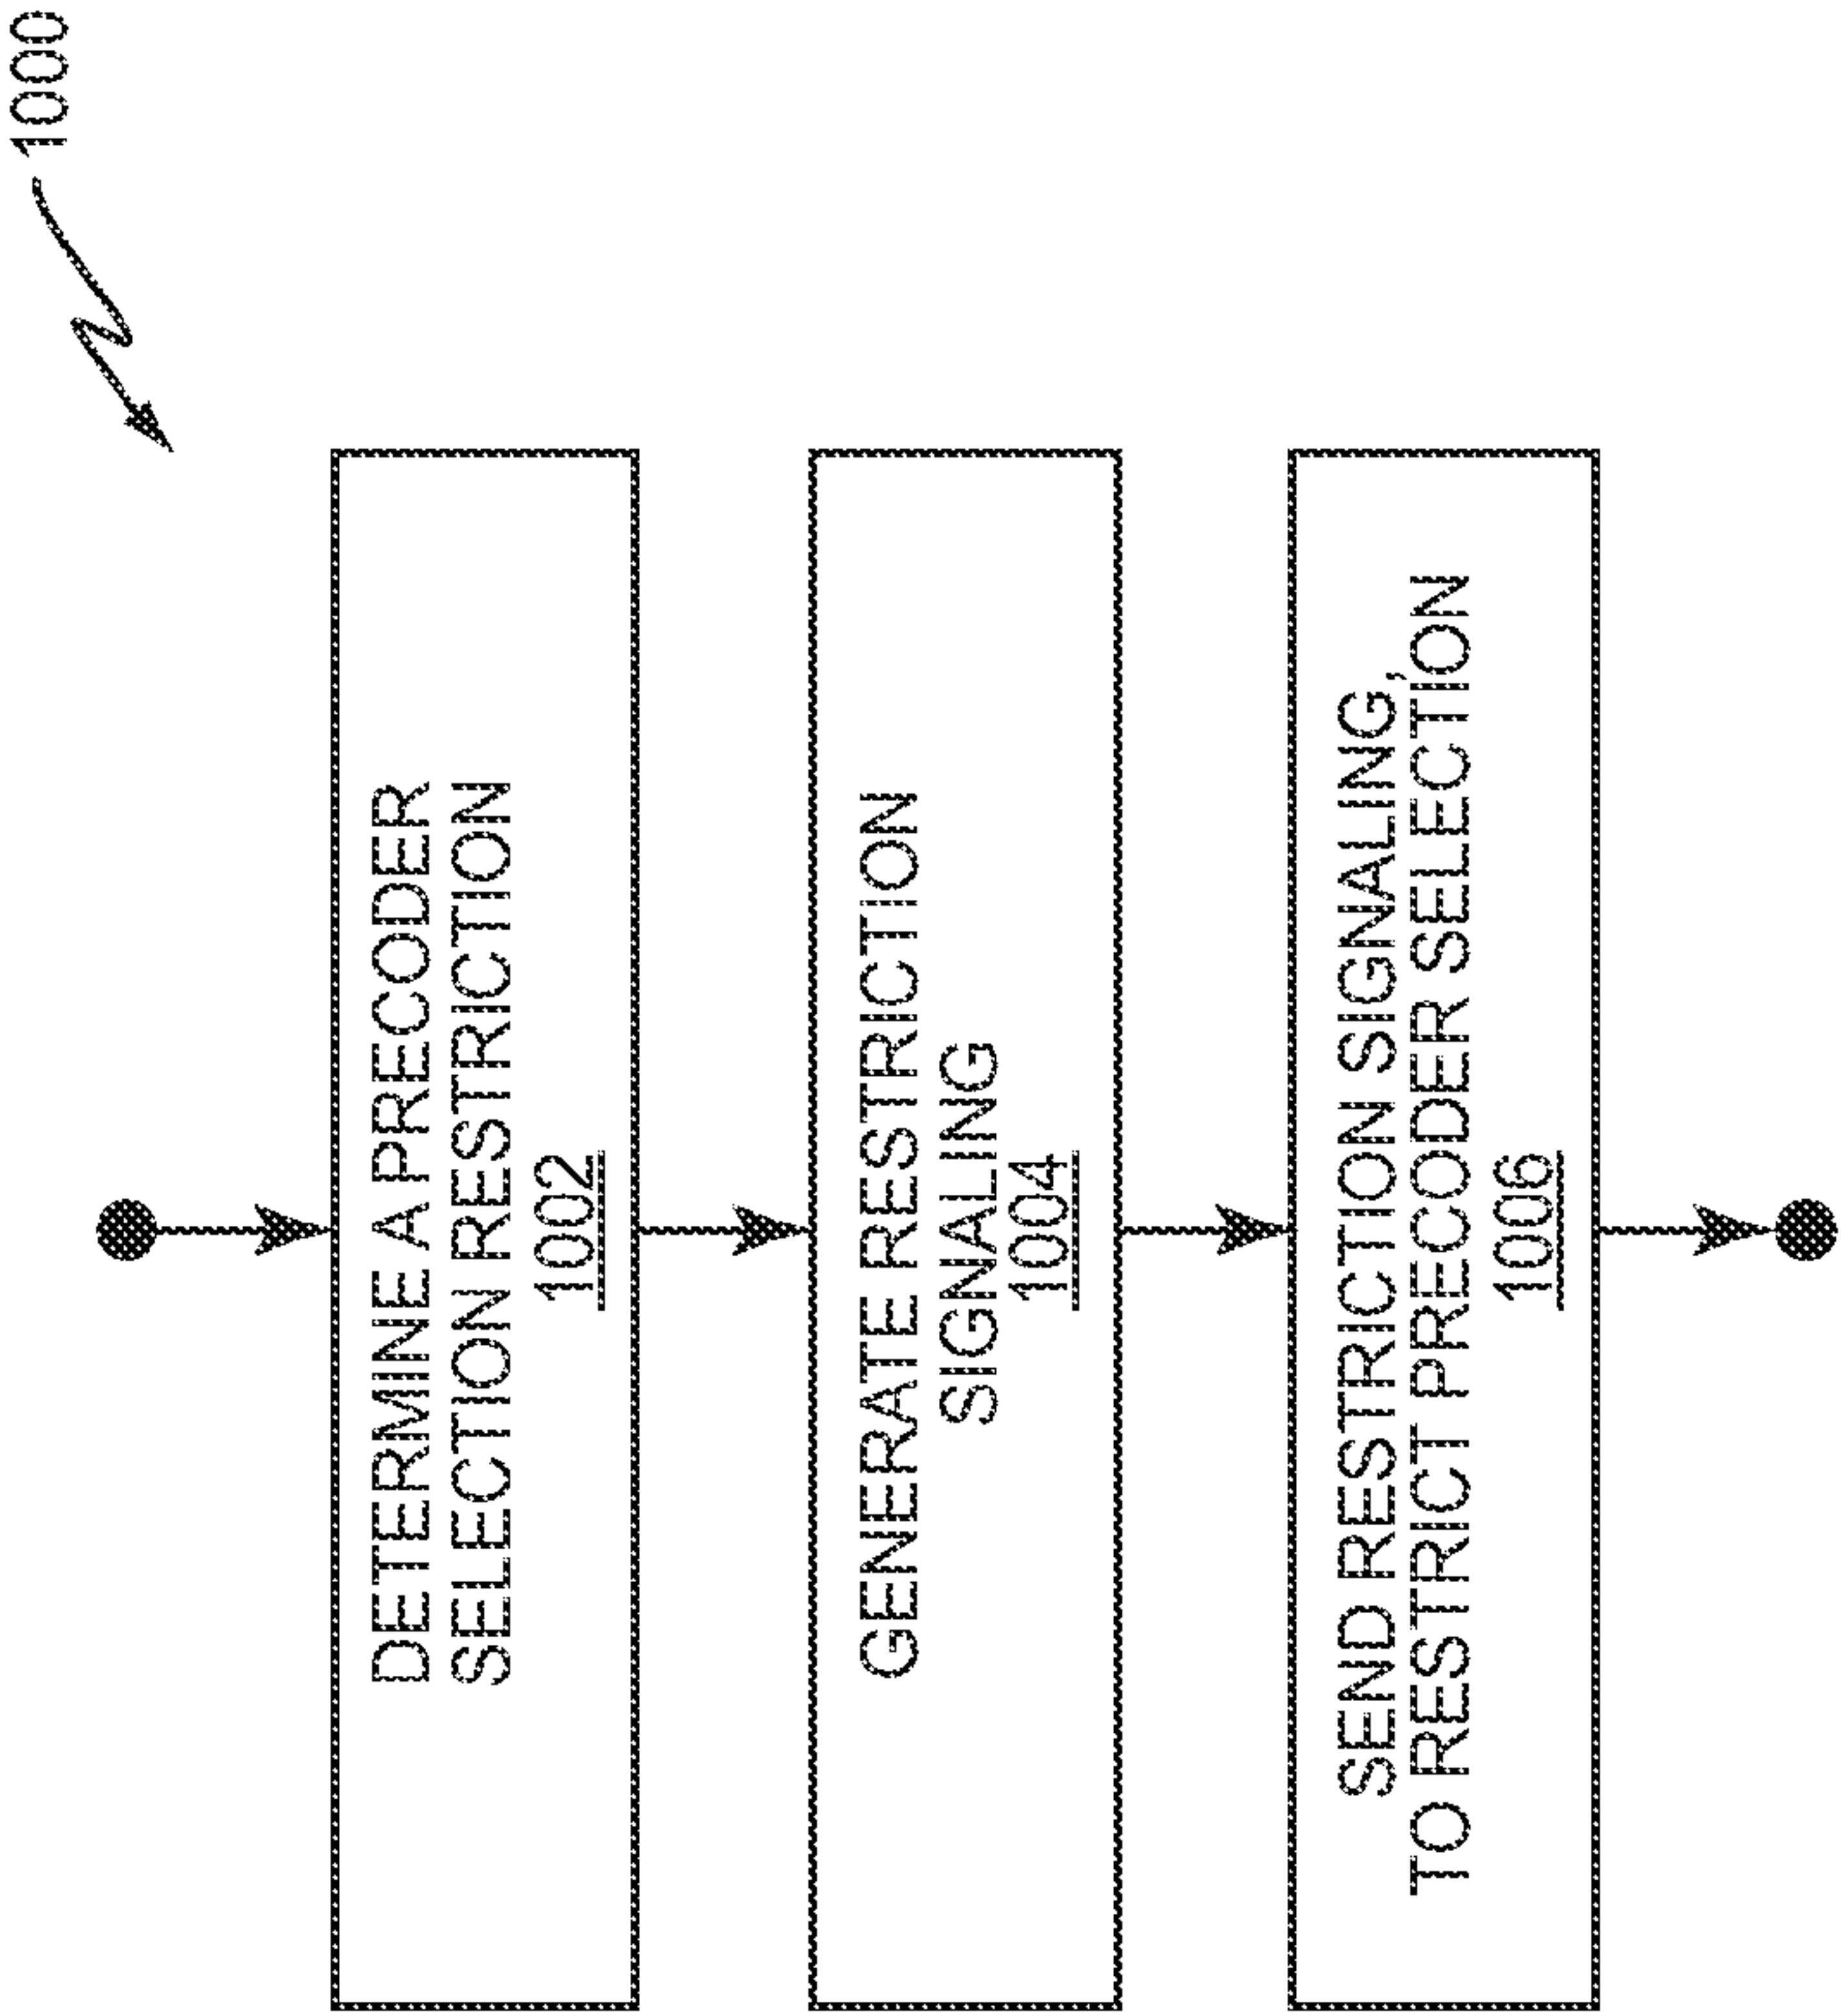 1000
DETERMINE A PRECODER
SELECTION RESTRICTION
1002
GENERATE RESTRICTION
SIGNALING
1004
SEND RESTRICTION SIGNALING,
TO RESTRICT PRECODER SELECTION
1006